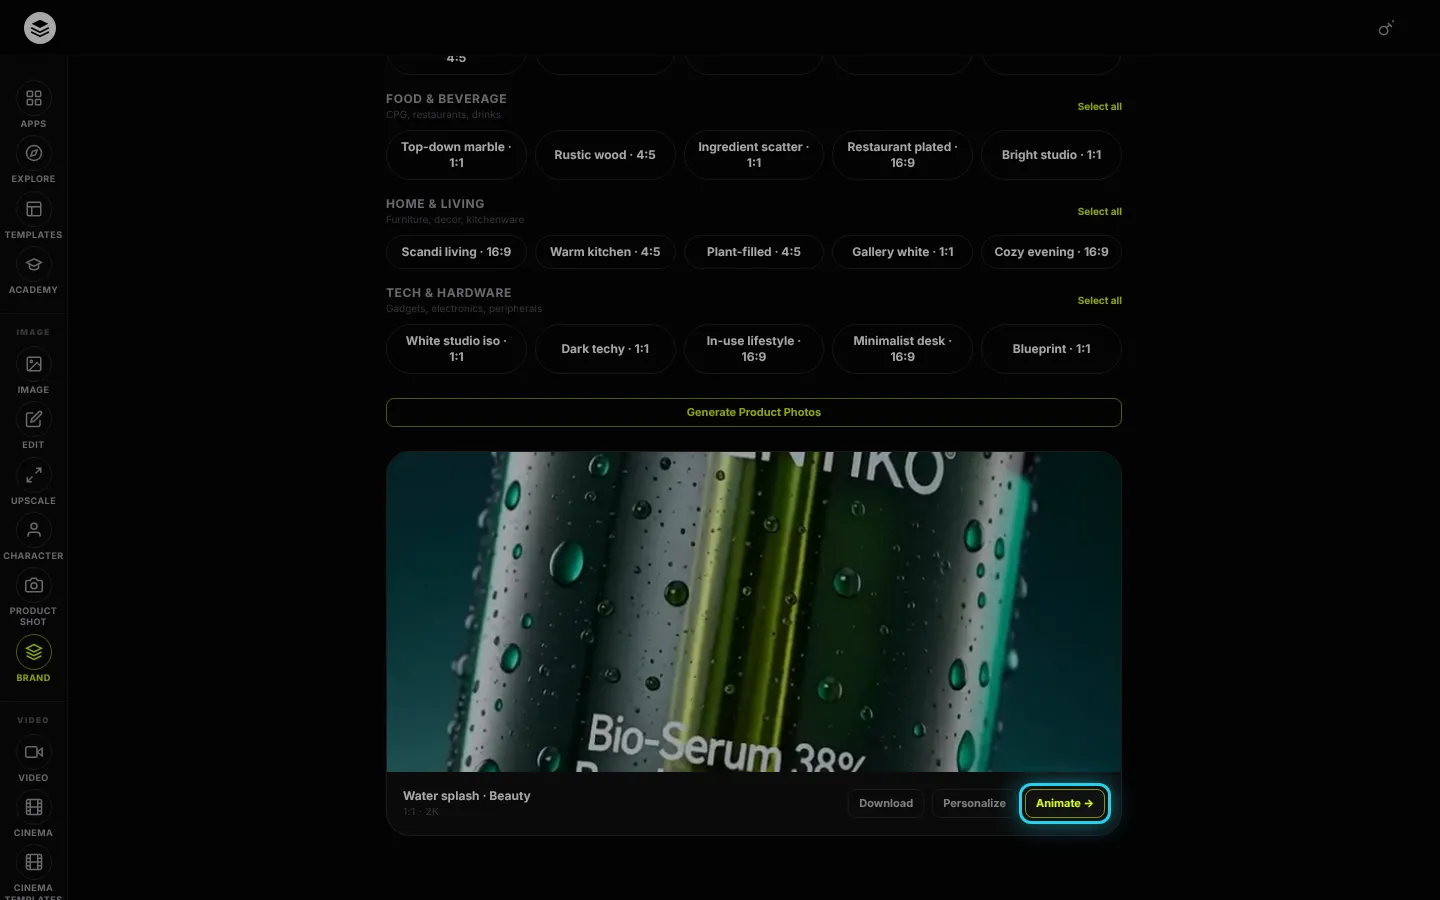 4:5
FOOD & BEVERAGE
CPG, restaurants, drinks
Select all
Top-down marble ·
1:1
Rustic wood · 4:5
Ingredient scatter ·
1:1
Restaurant plated ·
16:9
Bright studio · 1:1
HOME & LIVING
Furniture, decor, kitchenware
Select all
Scandi living · 16:9
Warm kitchen · 4:5
Plant-filled · 4:5
Gallery white · 1:1
Cozy evening · 16:9
TECH & HARDWARE
Gadgets, electronics, peripherals
Select all
White studio iso ·
1:1
Dark techy · 1:1
In-use lifestyle ·
16:9
Minimalist desk ·
16:9
Blueprint · 1:1
Generate Product Photos
Bio-Serum 38%
Water splash · Beauty
1:1 · 2K
Download
Personalize
Animate →
APPS
EXPLORE
TEMPLATES
ACADEMY
IMAGE
IMAGE
EDIT
UPSCALE
CHARACTER
PRODUCT
SHOT
BRAND
VIDEO
VIDEO
CINEMA
CINEMA
TEMPLATES